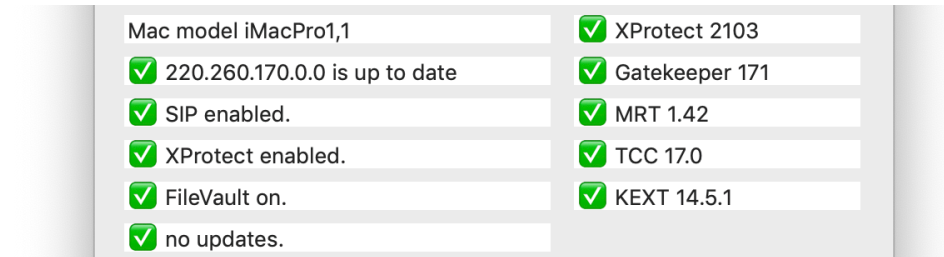 Mac model iMacPro1,1
✅ 220.260.170.0.0 is up to date
✅ SIP enabled.
✅ XProtect enabled.
✅ FileVault on.
✅ no updates.
✅ XProtect 2103
✅ Gatekeeper 171
✅ MRT 1.42
✅ TCC 17.0
✅ KEXT 14.5.1